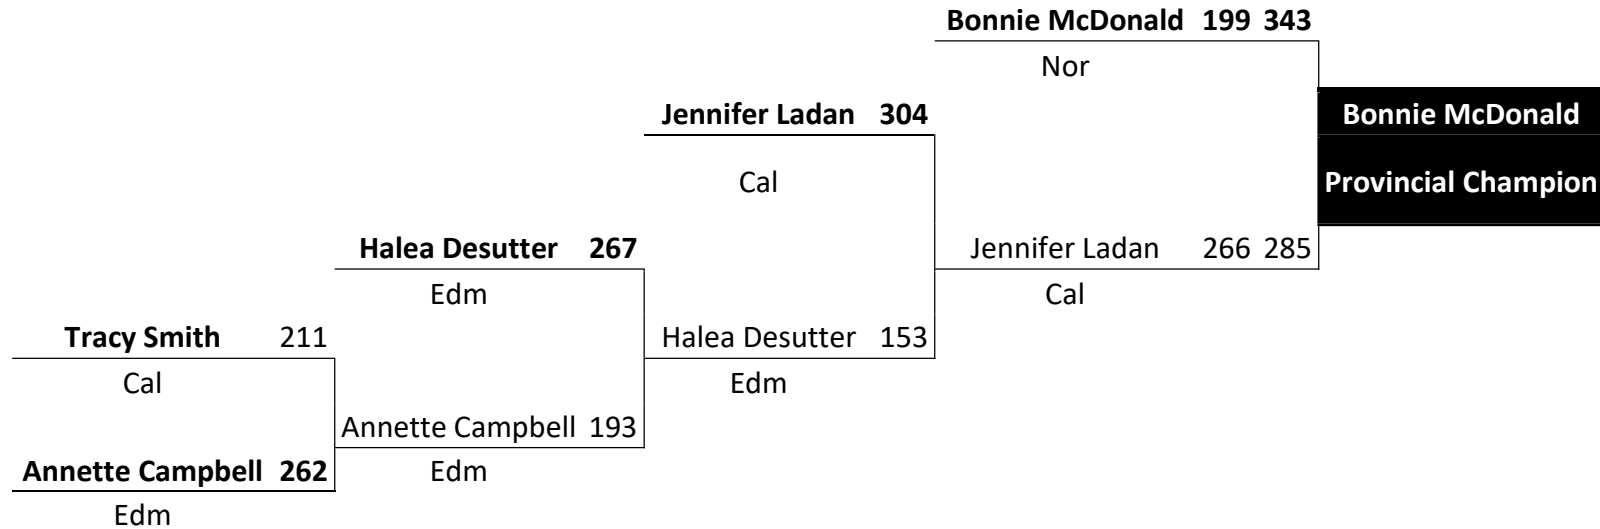 Bonnie McDonald 199 343
Nor
Jennifer Ladan 304
Bonnie McDonald
Cal
Provincial Champion
Halea Desutter 267
Jennifer Ladan 266 285
Edm
Cal
Tracy Smith 211
Halea Desutter 153
Cal
Edm
Annette Campbell 193
Annette Campbell 262
Edm
Edm